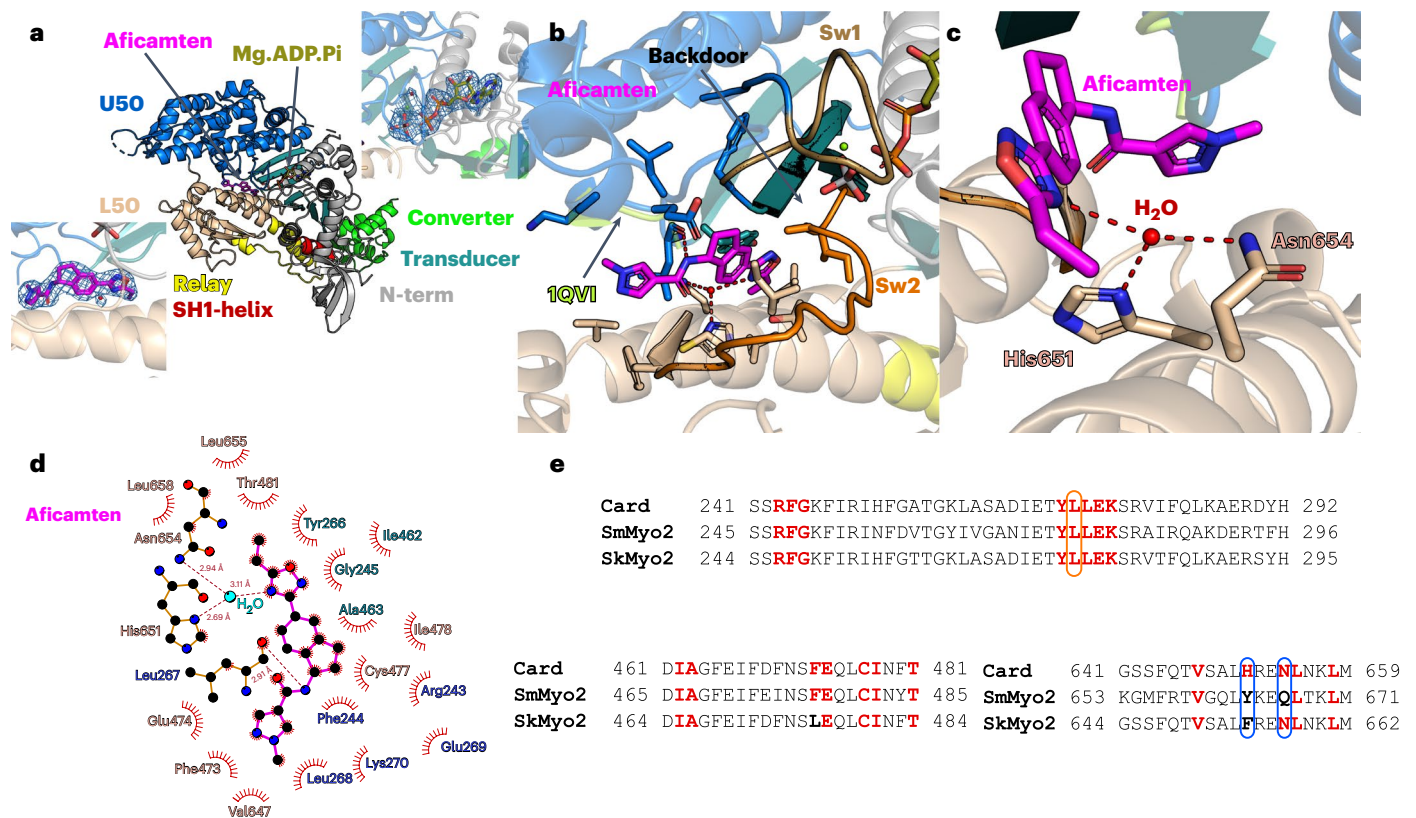 a
Aficamten
Mg.ADP.Pi
U50
L50
Converter
Transducer
N-term
Relay
SH1-helix
b
Sw1
Backdoor
Aficamten
1QVI
Sw2
c
Aficamten
H2O
Asn654
His651
d
Leu655
Leu658
Thr481
Aficamten
Asn654
Tyr266
Ile462
2.94 Å
Gly245
3.11 Å
H2O
2.69 Å
Ala463
His651
Ile478
Leu267
Cys477
2.91 Å
Arg243
Glu474
Phe244
Glu269
Phe473
Lys270
Leu268
Val647
e
Card 241 SSRFGKFIRIHFGATGKLASADIETYLLEKSRVIFQLKAERDYH 292
SmMyo2 245 SSRFGKFIRINFDVTGYIVGANIETYLLEKSRAIRQAKDERTFH 296
SkMyo2 244 SSRFGKFIRIHFGTTGKLASADIETYLLEKSRVTFQLKAERSYH 295
Card 461 DIAGFEIFDFNSFEQLCINFT 481
SmMyo2 465 DIAGFEIFEINSFEQLCINYT 485
SkMyo2 464 DIAGFEIFDFNSLEQLCINFT 484
Card 641 GSSFQTVSALHRENLNKLM 659
SmMyo2 653 KGMFRTVGQLYKEQLTKLM 671
SkMyo2 644 GSSFQTVSALFRENLNKLM 662